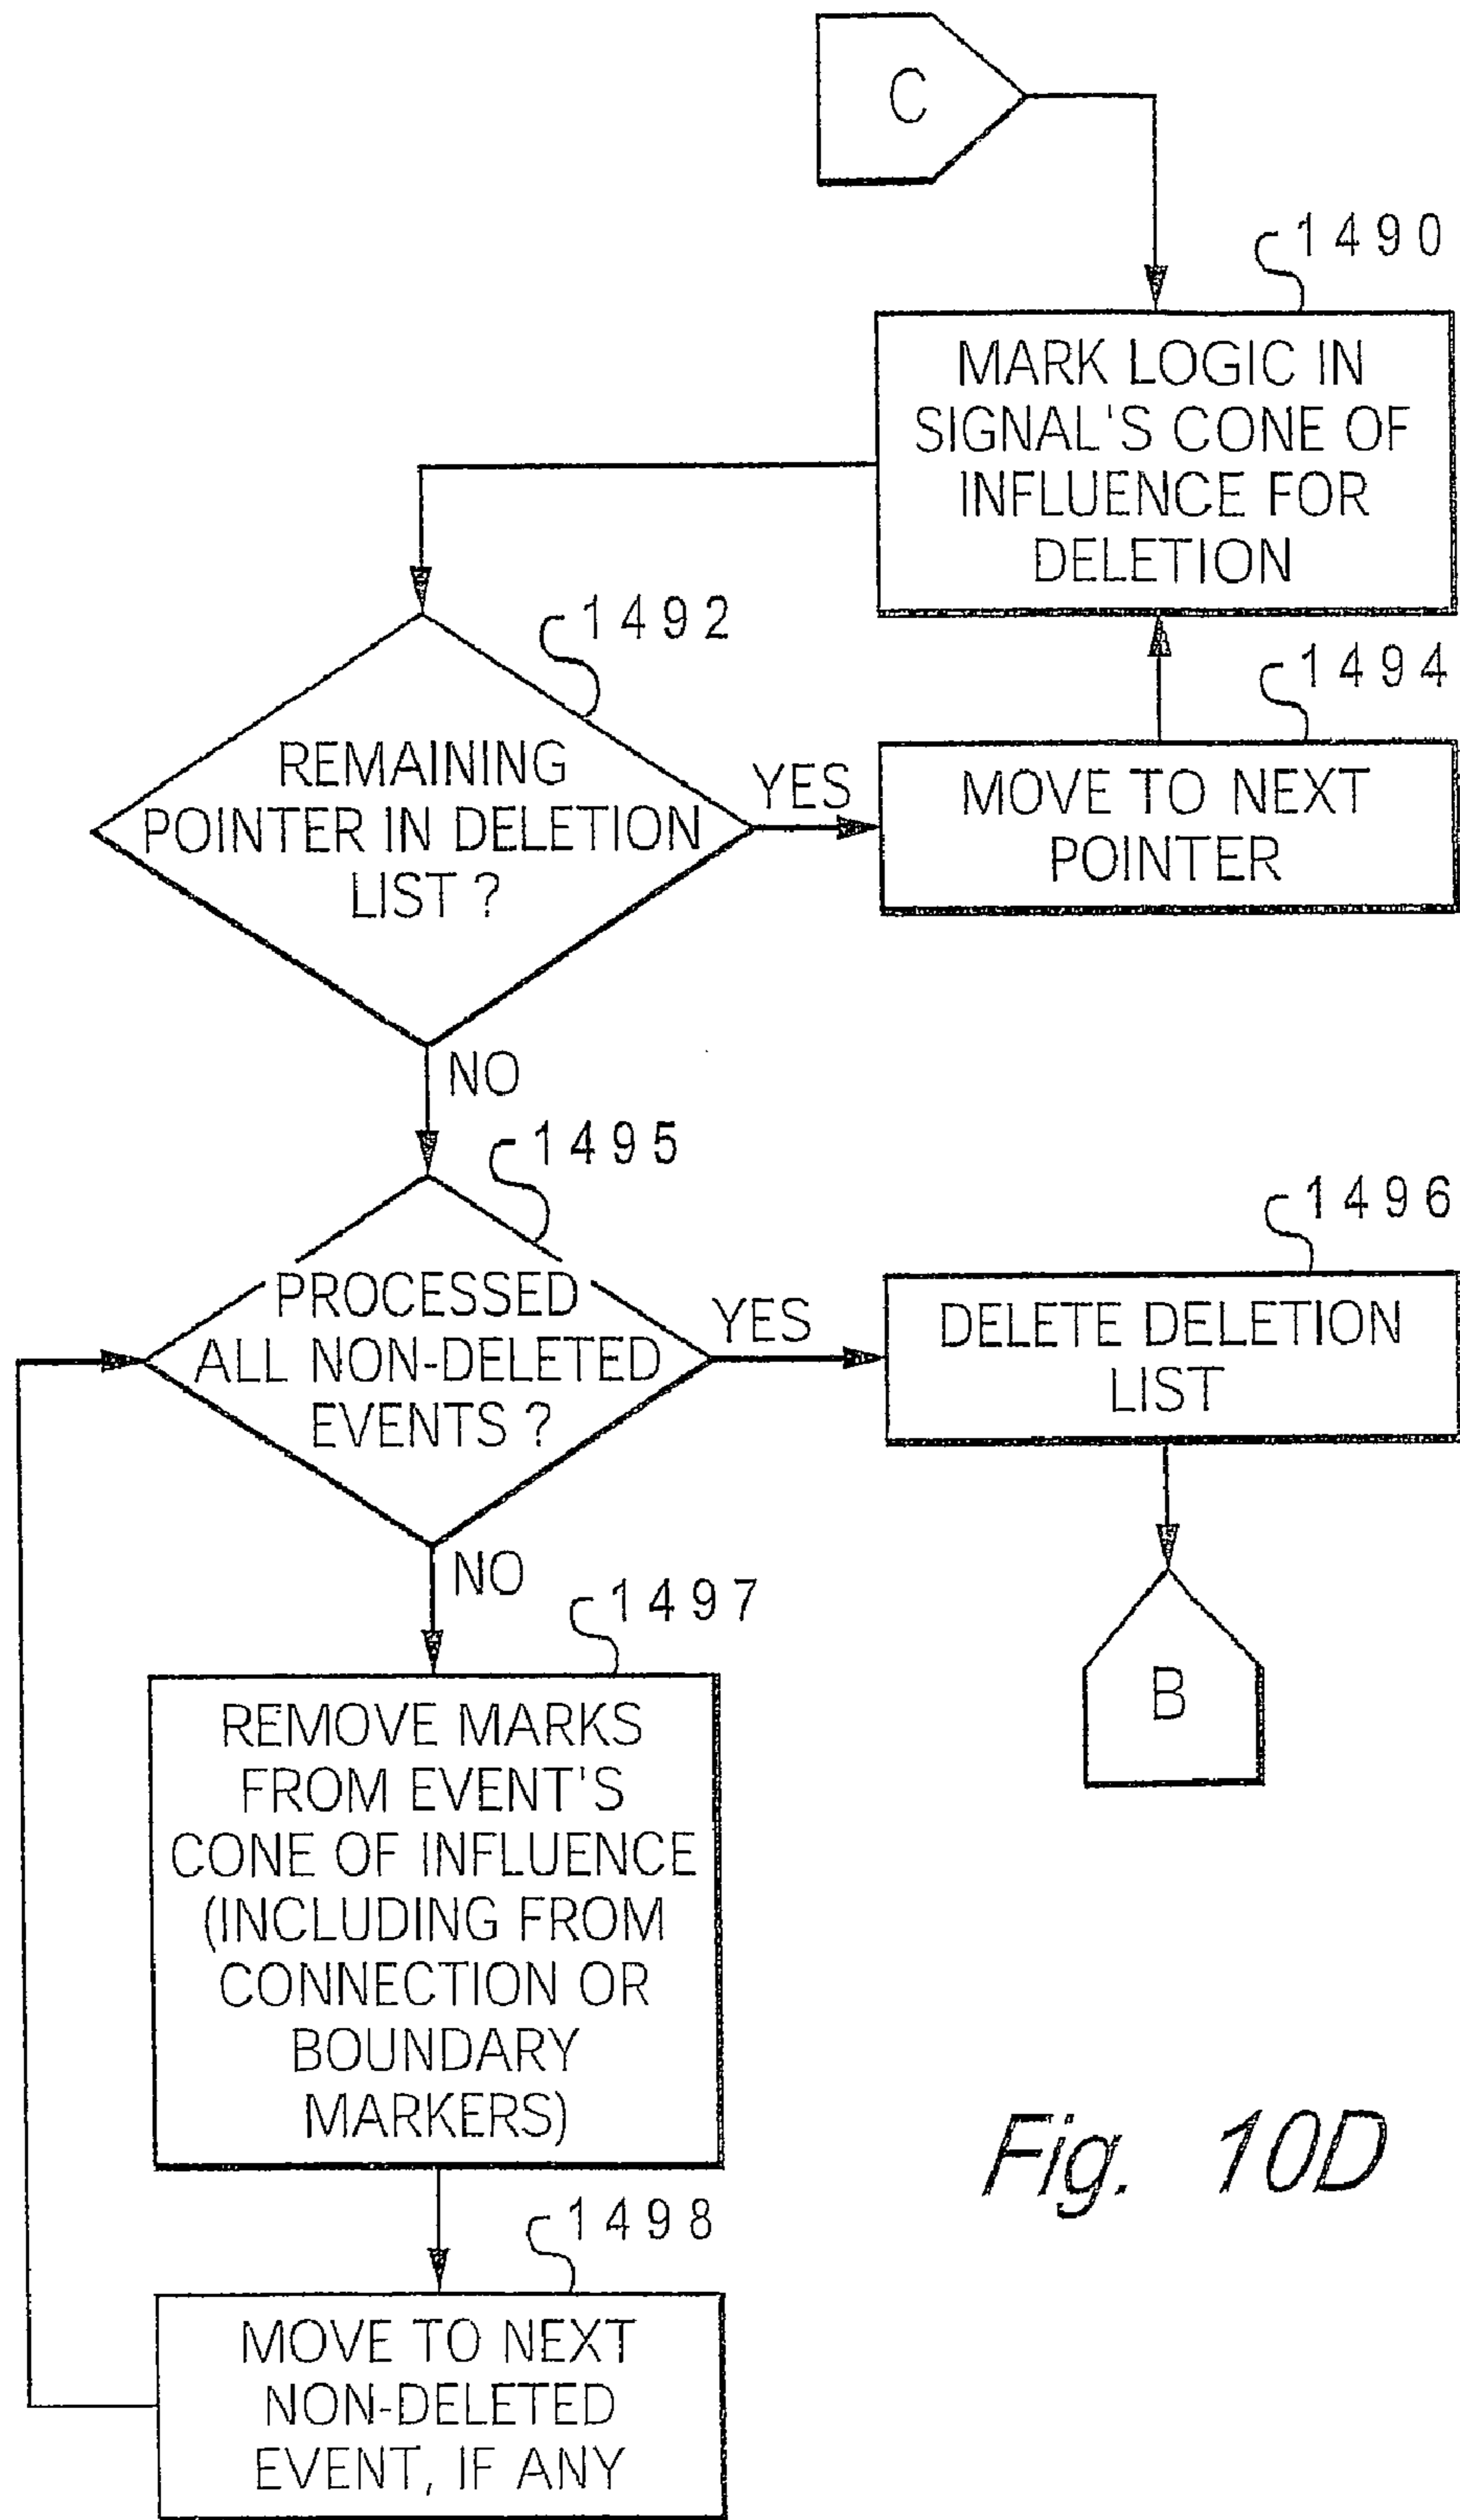 C
1490
MARK LOGIC IN
SIGNAL'S CONE OF
INFLUENCE FOR
DELETION
1492
REMAINING
POINTER IN DELETION
LIST ?
YES
1494
MOVE TO NEXT
POINTER
NO
1495
PROCESSED
ALL NON-DELETED
EVENTS ?
YES
1496
DELETE DELETION
LIST
B
NO
1497
REMOVE MARKS
FROM EVENT'S
CONE OF INFLUENCE
(INCLUDING FROM
CONNECTION OR
BOUNDARY
MARKERS)
1498
MOVE TO NEXT
NON-DELETED
EVENT, IF ANY
Fig. 10D